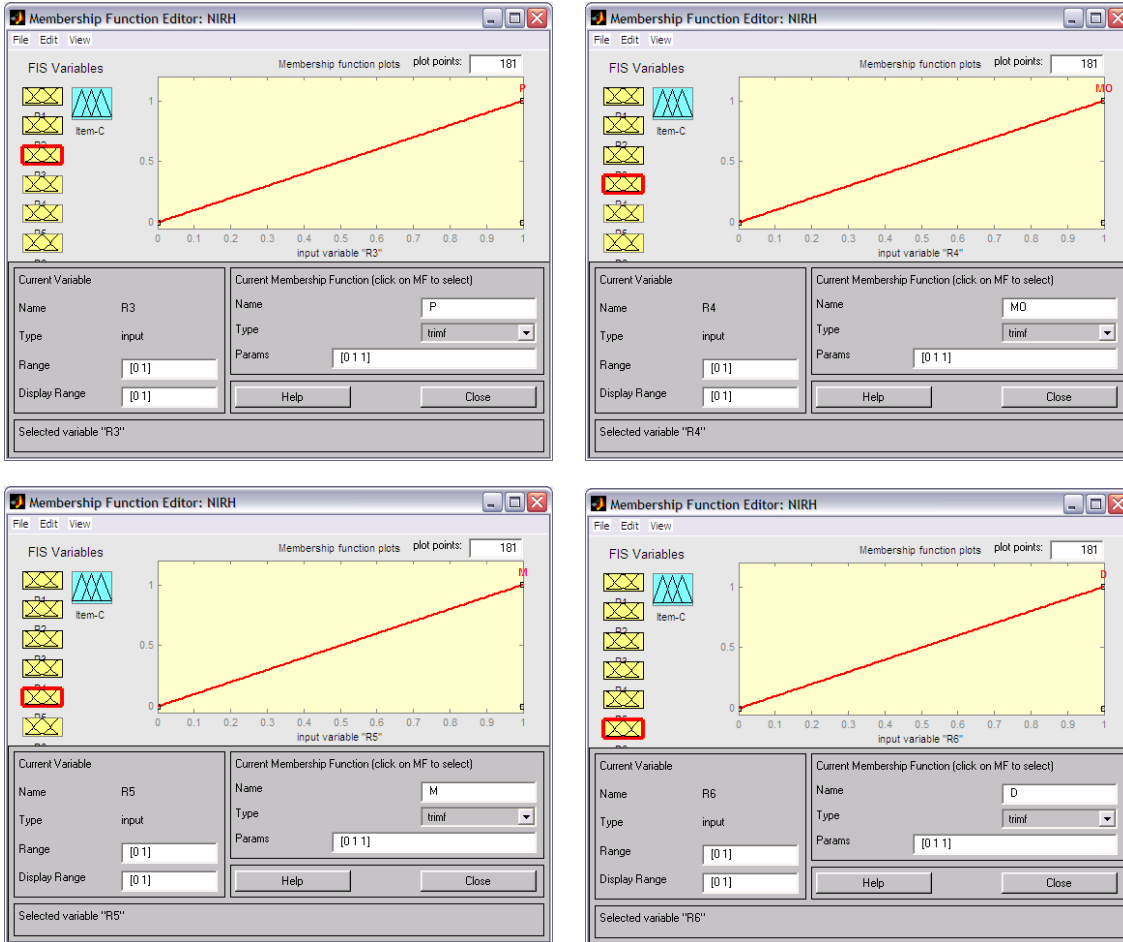 Membership Function Editor: NIRH
File Edit View
FIS Variables
Membership function plots plot points: 181
Item-C
P
1
0.5
0
0 0.1 0.2 0.3 0.4 0.5 0.6 0.7 0.8 0.9 1
input variable "R3"
Current Variable
Name R3
Type input
Range [0 1]
Display Range [0 1]
Current Membership Function (click on MF to select)
Name P
Type trimf
Params [0 1 1]
Help Close
Selected variable "R3"
Membership Function Editor: NIRH
File Edit View
FIS Variables
Membership function plots plot points: 181
Item-C
MO
1
0.5
0
0 0.1 0.2 0.3 0.4 0.5 0.6 0.7 0.8 0.9 1
input variable "R4"
Current Variable
Name R4
Type input
Range [0 1]
Display Range [0 1]
Current Membership Function (click on MF to select)
Name MO
Type trimf
Params [0 1 1]
Help Close
Selected variable "R4"
Membership Function Editor: NIRH
File Edit View
FIS Variables
Membership function plots plot points: 181
Item-C
M
1
0.5
0
0 0.1 0.2 0.3 0.4 0.5 0.6 0.7 0.8 0.9 1
input variable "R5"
Current Variable
Name R5
Type input
Range [0 1]
Display Range [0 1]
Current Membership Function (click on MF to select)
Name M
Type trimf
Params [0 1 1]
Help Close
Selected variable "R5"
Membership Function Editor: NIRH
File Edit View
FIS Variables
Membership function plots plot points: 181
Item-C
D
1
0.5
0
0 0.1 0.2 0.3 0.4 0.5 0.6 0.7 0.8 0.9 1
input variable "R6"
Current Variable
Name R6
Type input
Range [0 1]
Display Range [0 1]
Current Membership Function (click on MF to select)
Name D
Type trimf
Params [0 1 1]
Help Close
Selected variable "R6"